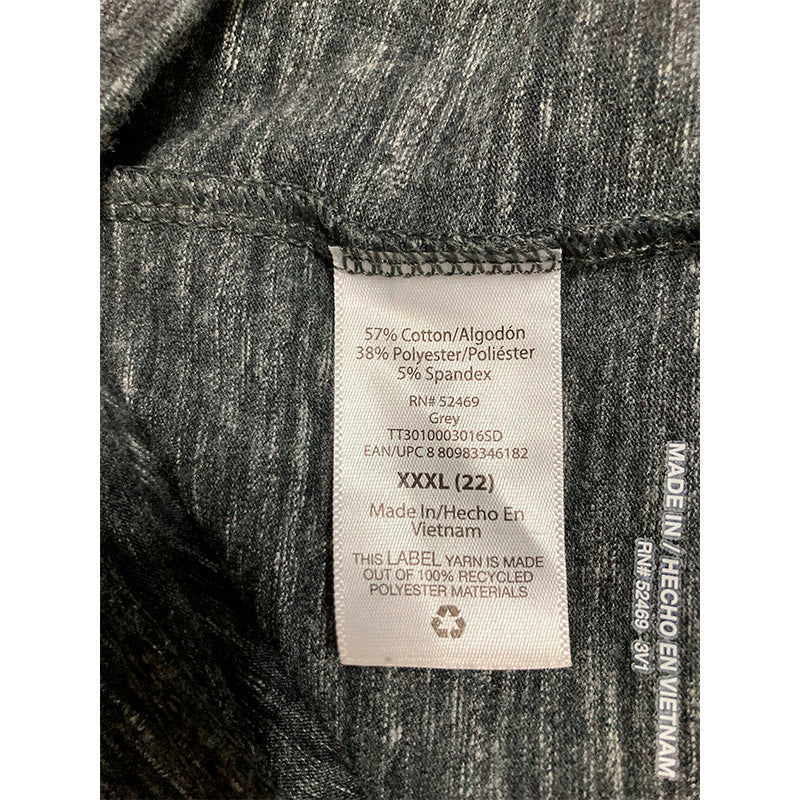 57% Cotton/Algodón
38% Polyester/Poliéster
5% Spandex
RN# 52469
Grey
TT3010003016SD
EAN/UPC 8 80983346182
XXXL (22)
Made In/Hecho En
Vietnam
THIS LABEL YARN IS MADE
OUT OF 100% RECYCLED
POLYESTER MATERIALS
MADE IN / HECHO EN VIETNAM
RN# 52469 3V1